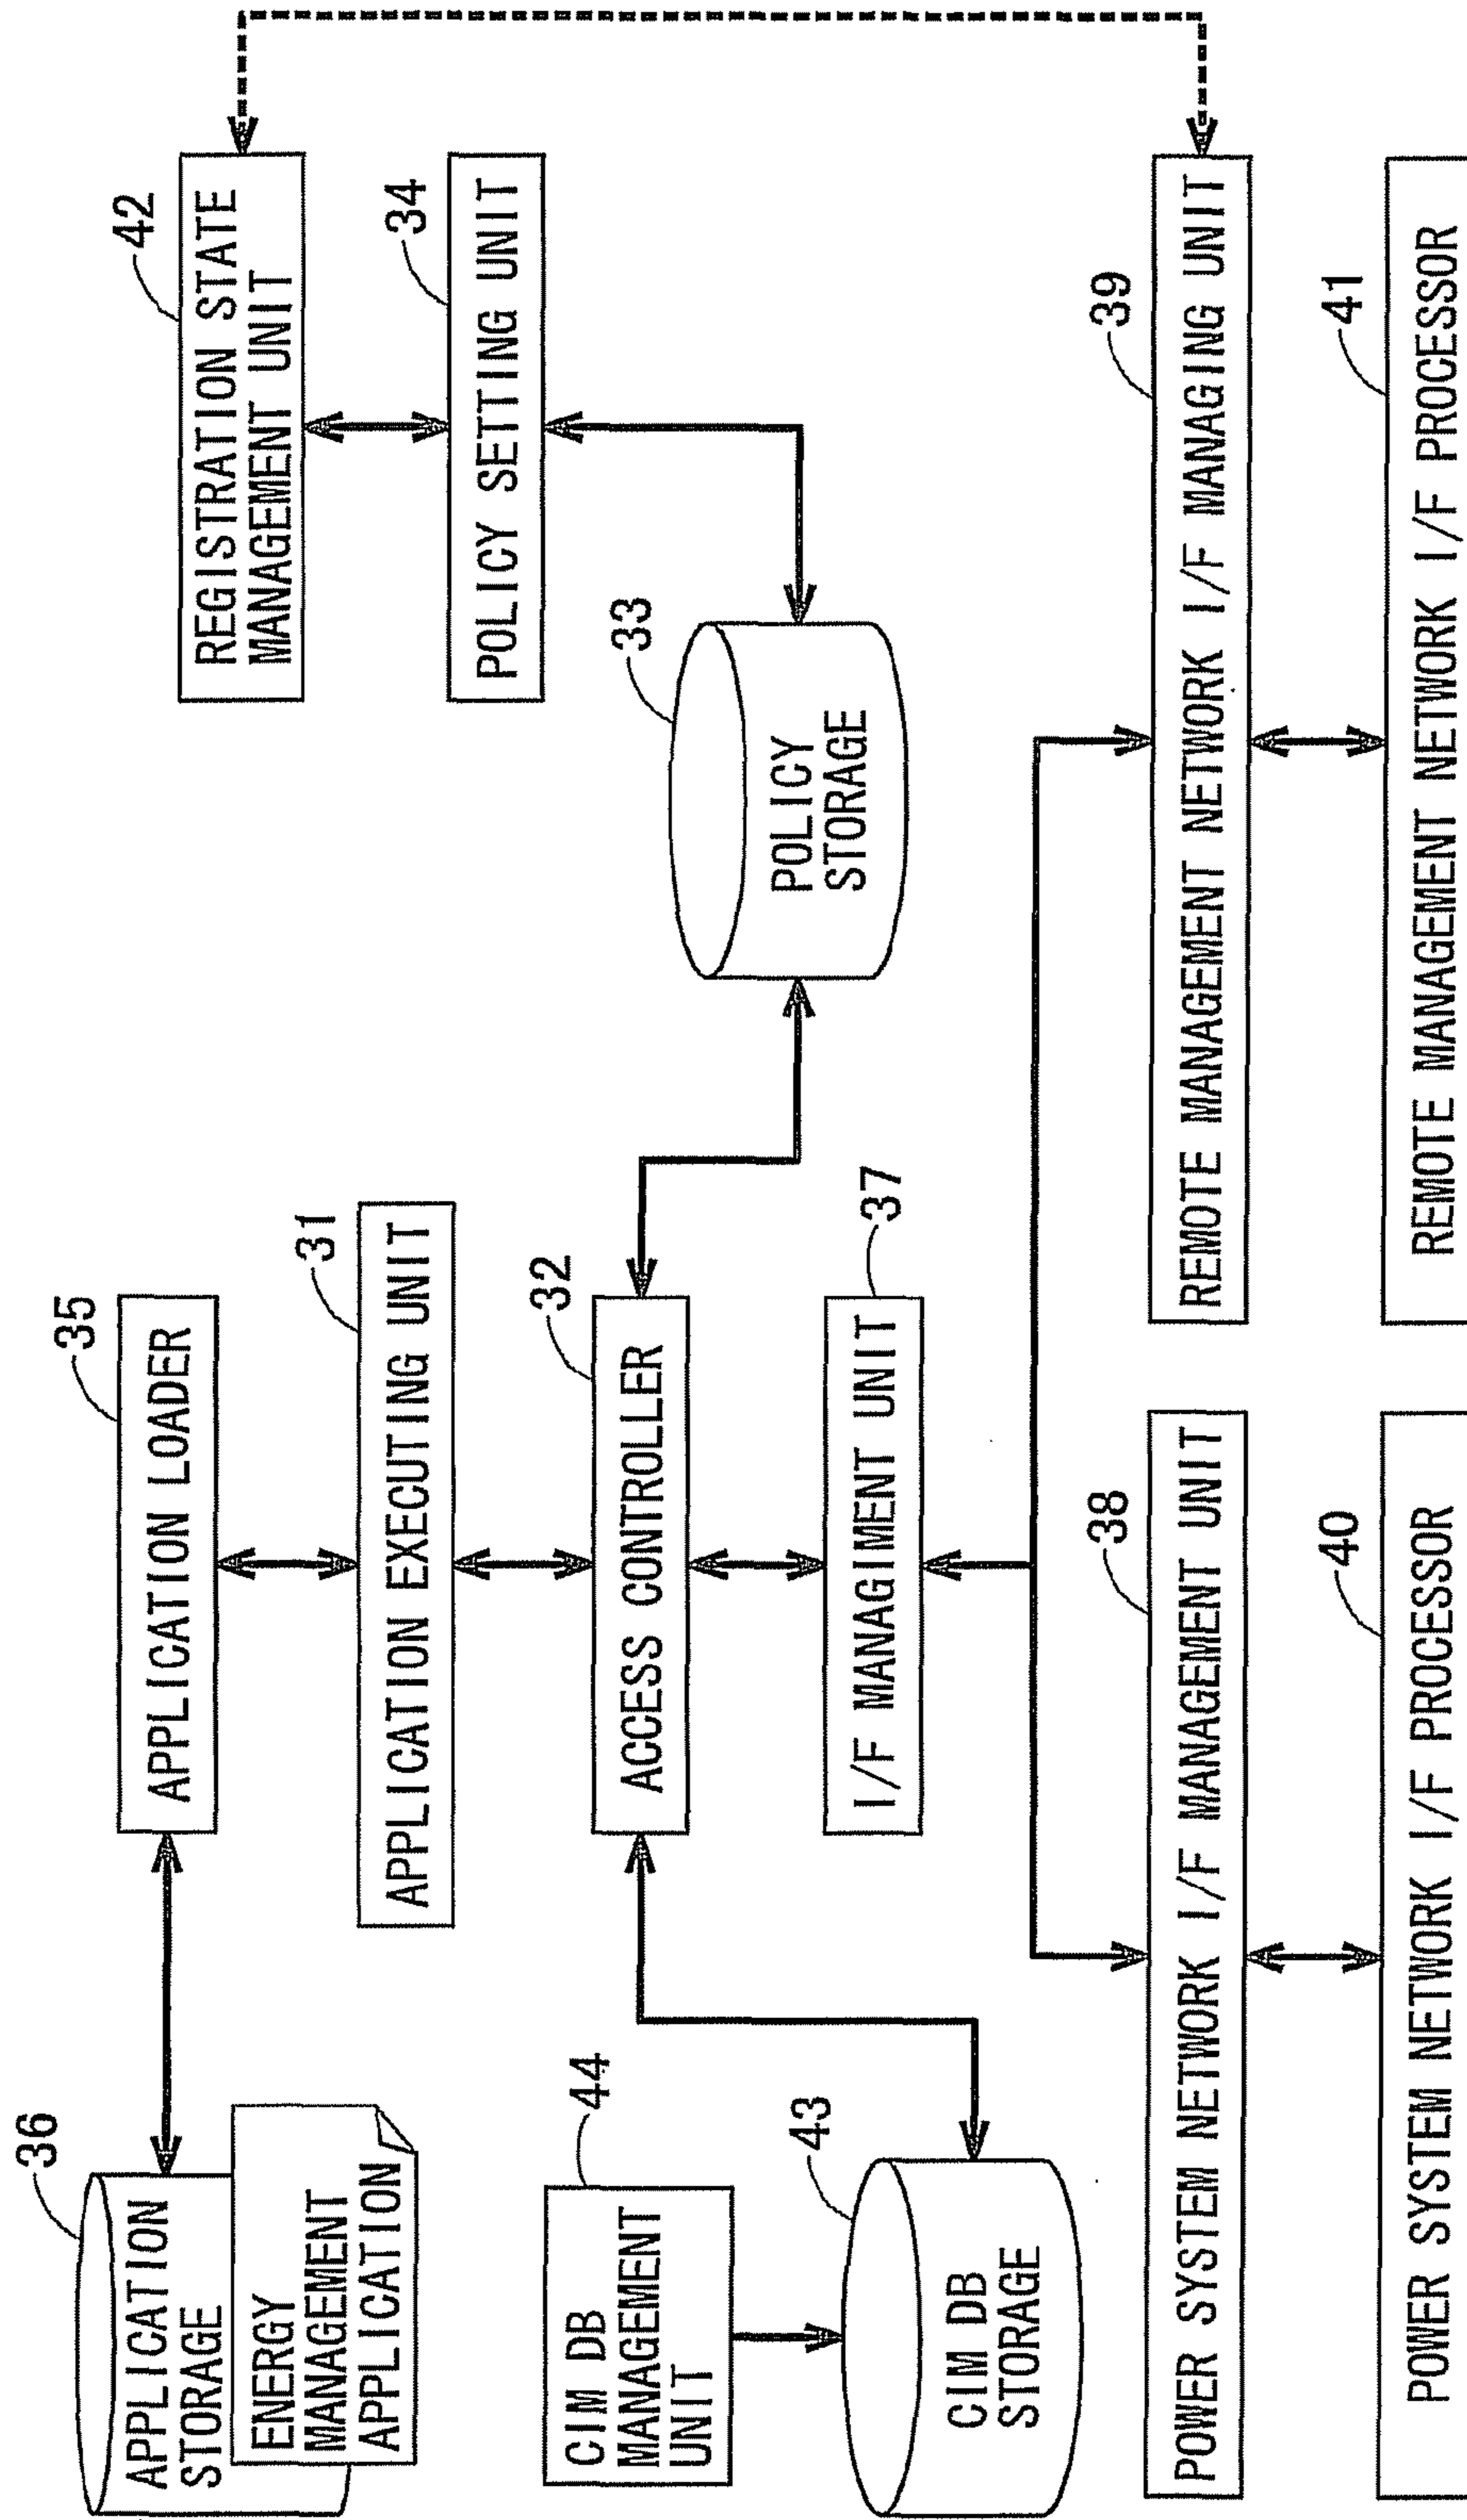 36
APPLICATION
STORAGE
ENERGY
MANAGEMENT
APPLICATION
35
APPLICATION LOADER
42
REGISTRATION STATE
MANAGEMENT UNIT
31
APPLICATION EXECUTING UNIT
34
POLICY SETTING UNIT
44
CIM DB
MANAGEMENT
UNIT
32
ACCESS CONTROLLER
33
POLICY
STORAGE
43
CIM DB
STORAGE
37
I/F MANAGIMENT UNIT
38
POWER SYSTEM NETWORK I/F MANAGEMENT UNIT
39
REMOTE MANAGEMENT NETWORK I/F MANAGING UNIT
40
POWER SYSTEM NETWORK I/F PROCESSOR
41
REMOTE MANAGEMENT NETWORK I/F PROCESSOR